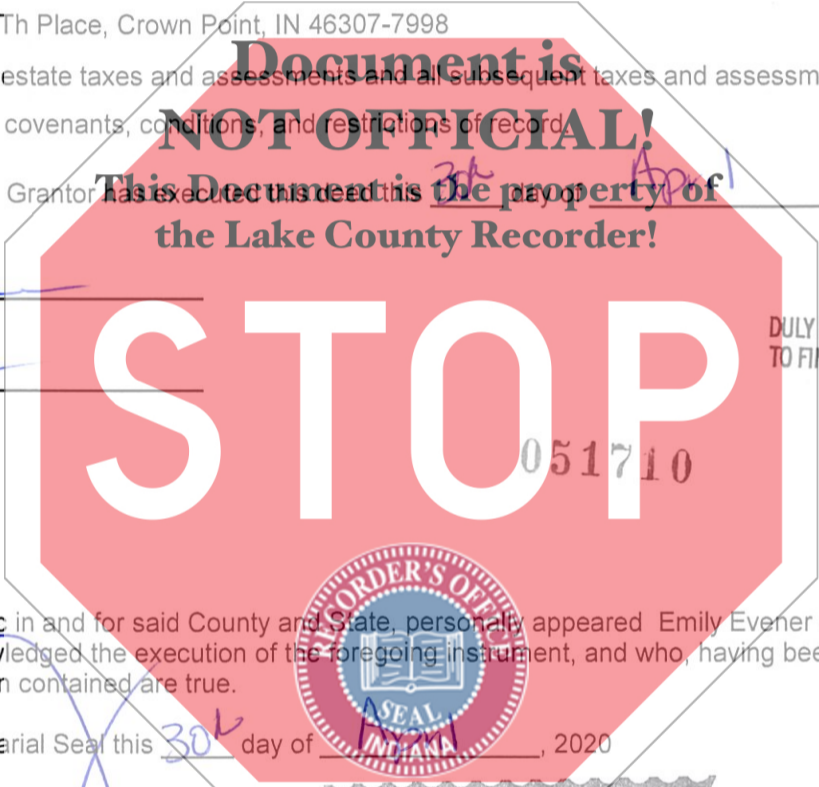 Th Place, Crown Point, IN 46307-7998
Document is
estate taxes and assessments and all subsequent taxes and assessm
NOT OFFICIAL!
covenants, conditions, and restrictions of record
This Document is the property of
Grantor has executed this deed this 30th day of April
the Lake County Recorder!
DULY
TO FI
STOP
051710
RECORDER'S OFFICE
c in and for said County and State, personally appeared Emily Evener
ledged the execution of the foregoing instrument, and who, having bee
n contained are true.
SEAL
arial Seal this 30th day of April, 2020
INDIANA